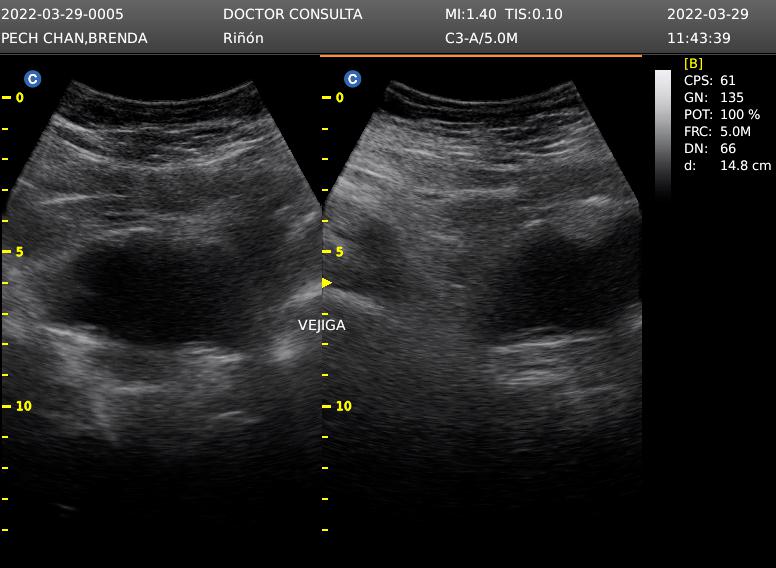 2022-03-29-0005 DOCTOR CONSULTA MI:1.40 TIS:0.10 2022-03-29
PECH CHAN,BRENDA Riñón C3-A/5.0M 11:43:39
[B]
C C CPS: 61
0 0 GN: 135
POT: 100 %
FRC: 5.0M
DN: 66
d: 14.8 cm
5 5
VEJIGA
10 10